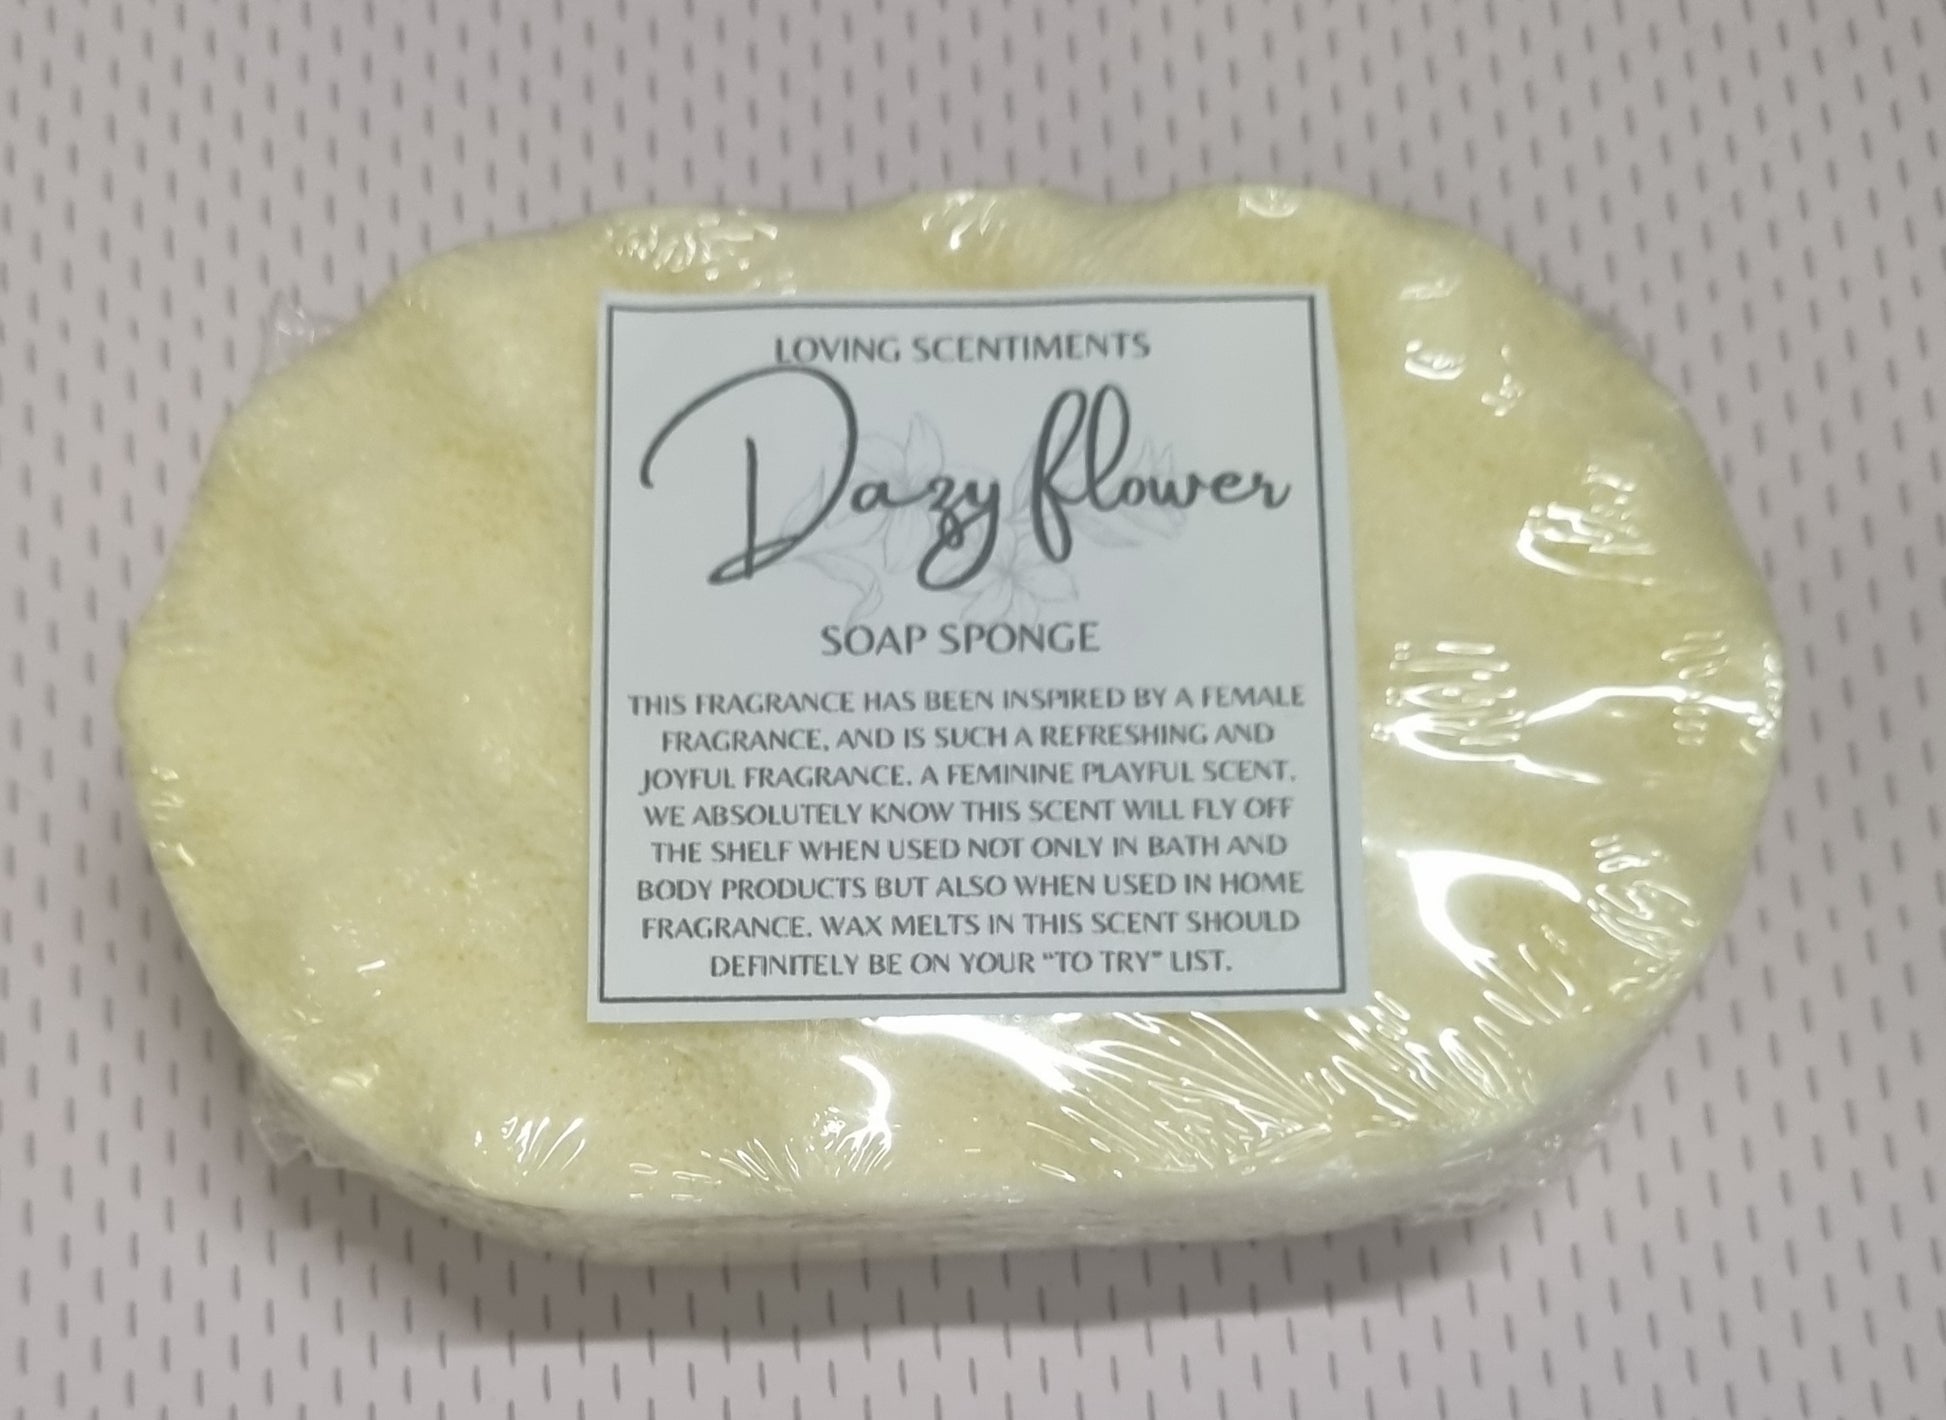 LOVING SCENTIMENTS
Dazy flower
SOAP SPONGE
THIS FRAGRANCE HAS BEEN INSPIRED BY A FEMALE
FRAGRANCE, AND IS SUCH A REFRESHING AND
JOYFUL FRAGRANCE. A FEMININE PLAYFUL SCENT.
WE ABSOLUTELY KNOW THIS SCENT WILL FLY OFF
THE SHELF WHEN USED NOT ONLY IN BATH AND
BODY PRODUCTS BUT ALSO WHEN USED IN HOME
FRAGRANCE. WAX MELTS IN THIS SCENT SHOULD
DEFINITELY BE ON YOUR "TO TRY" LIST.